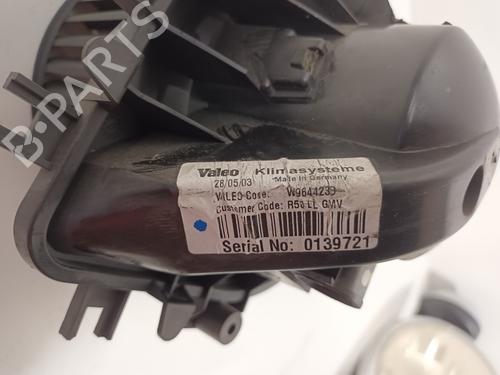 B-PARTS
Valeo Klimasysteme
28/05/03 Made in Germany
VALEO Code: W964423D
Customer Code: R50 LL GMV
Serial No: 0139721